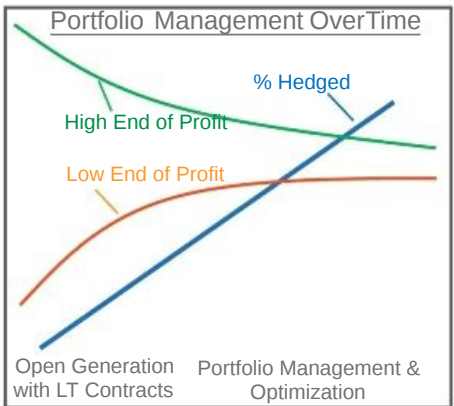 Portfolio Management OverTime
% Hedged
High End of Profit
Low End of Profit
Open Generation
with LT Contracts
Portfolio Management &
Optimization